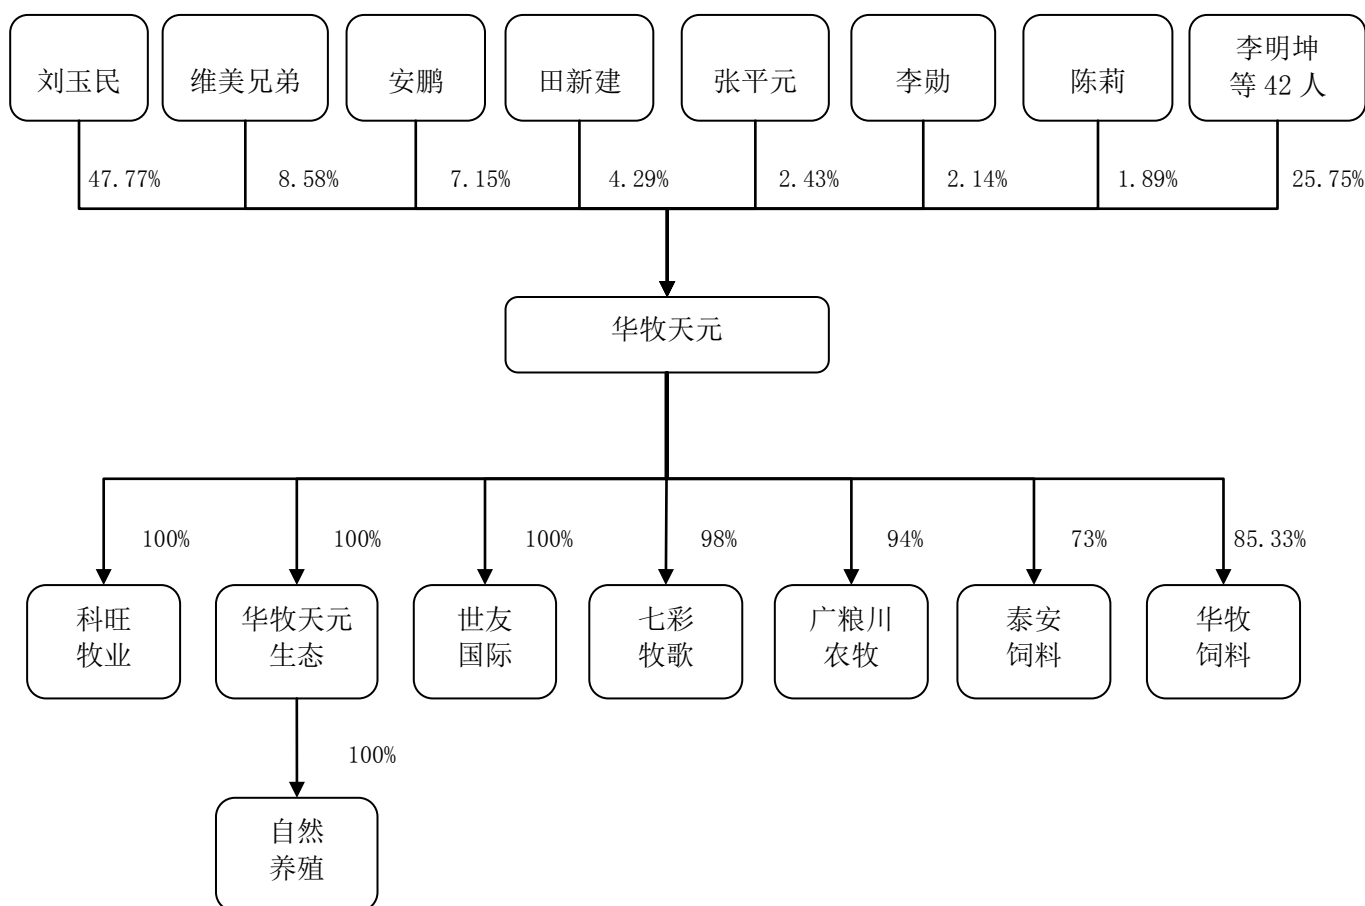 刘玉民
维美兄弟
安鹏
田新建
张平元
李勋
陈莉
李明坤
等 42 人
47.77%
8.58%
7.15%
4.29%
2.43%
2.14%
1.89%
25.75%
华牧天元
100%
100%
100%
98%
94%
73%
85.33%
科旺
牧业
华牧天元
生态
世友
国际
七彩
牧歌
广粮川
农牧
泰安
饲料
华牧
饲料
100%
自然
养殖